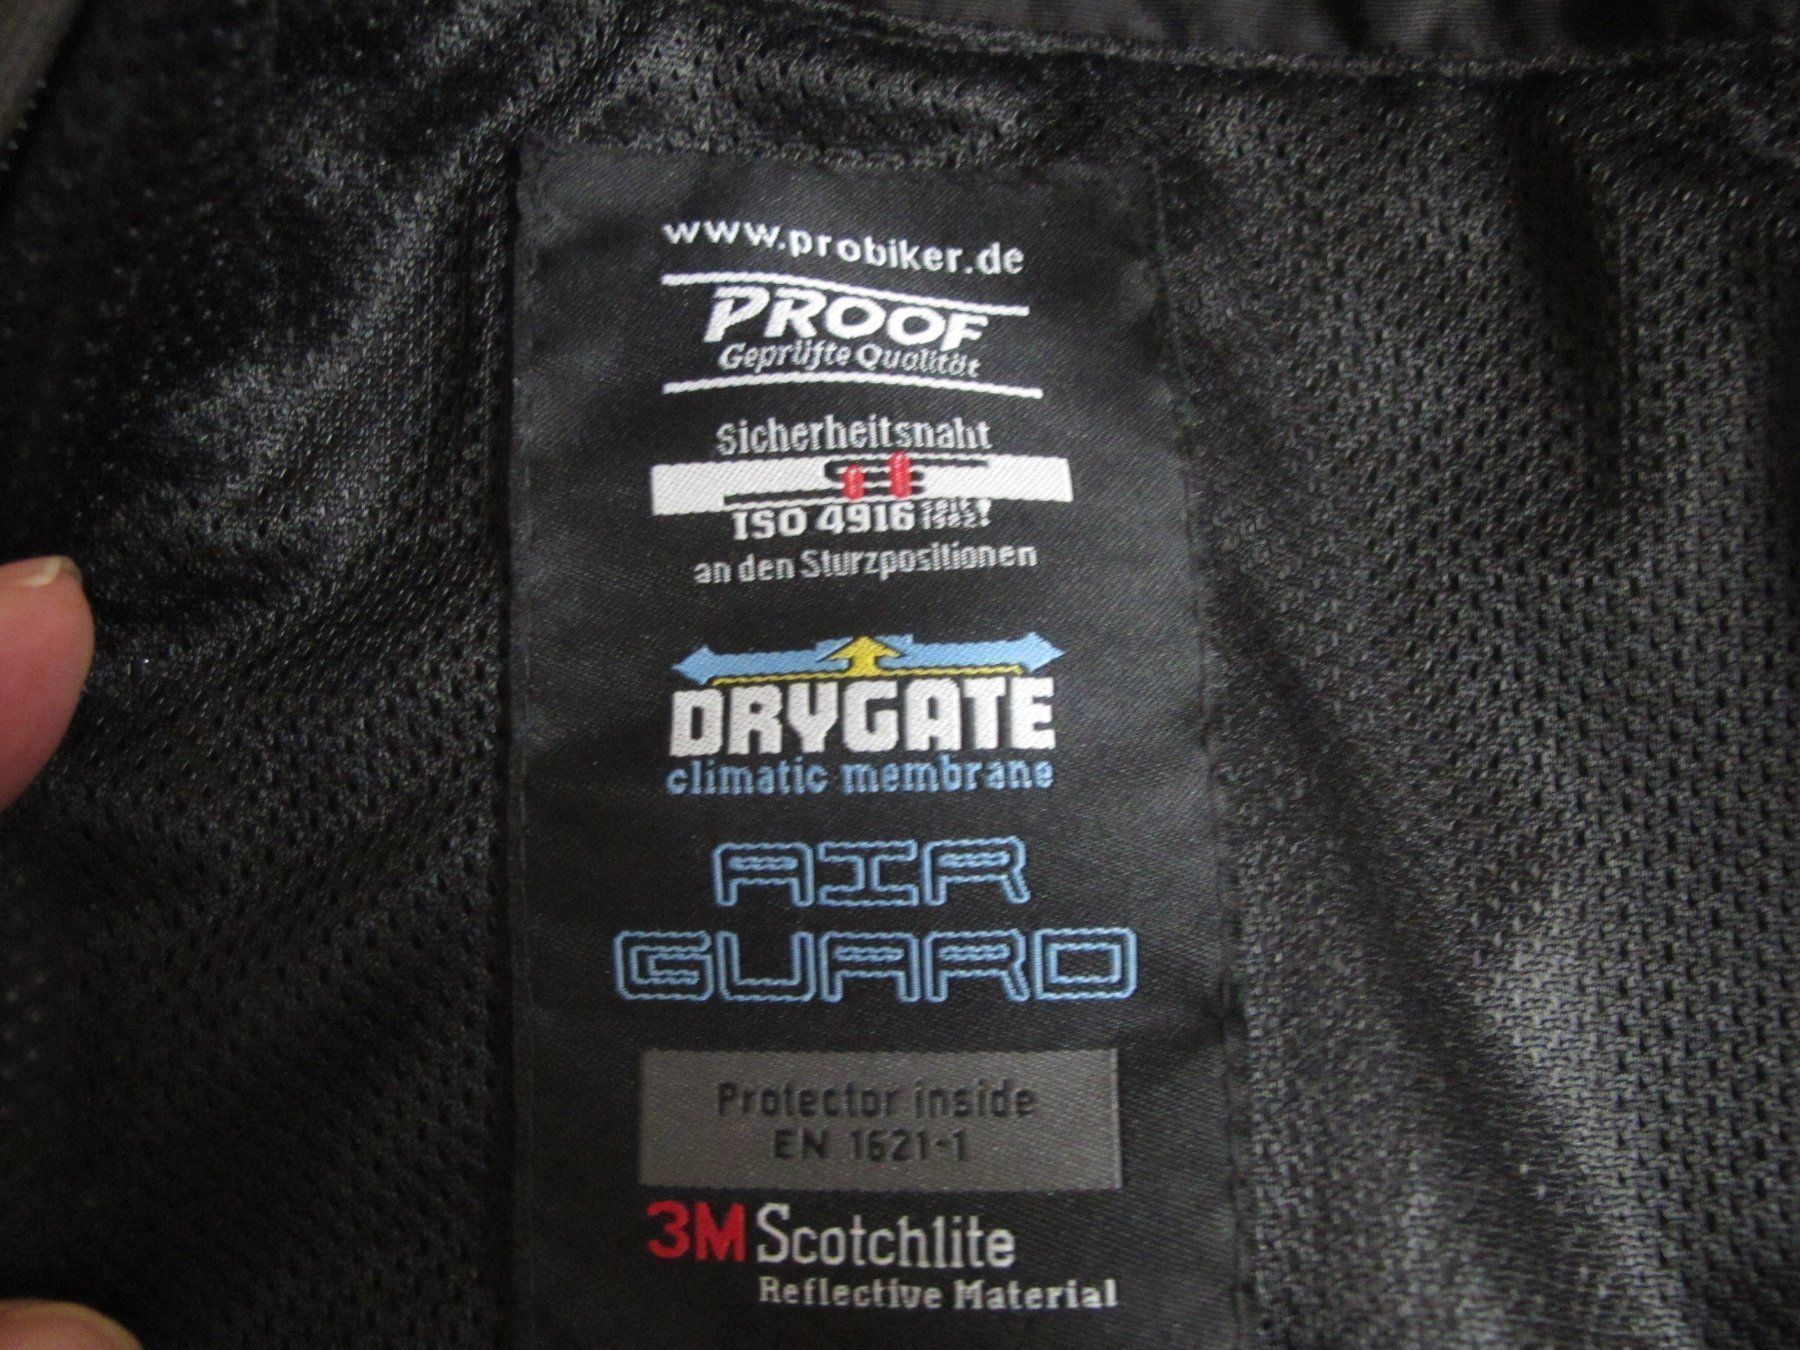 www.probiker.de
PROOF
Geprüfte Qualität
Sicherheitsnaht
ISO 4916
an den Sturzpositionen
DRYGATE
climatic membrane
AIR
GUARD
Protector inside
EN 1621-1
3M Scotchlite
Reflective Material